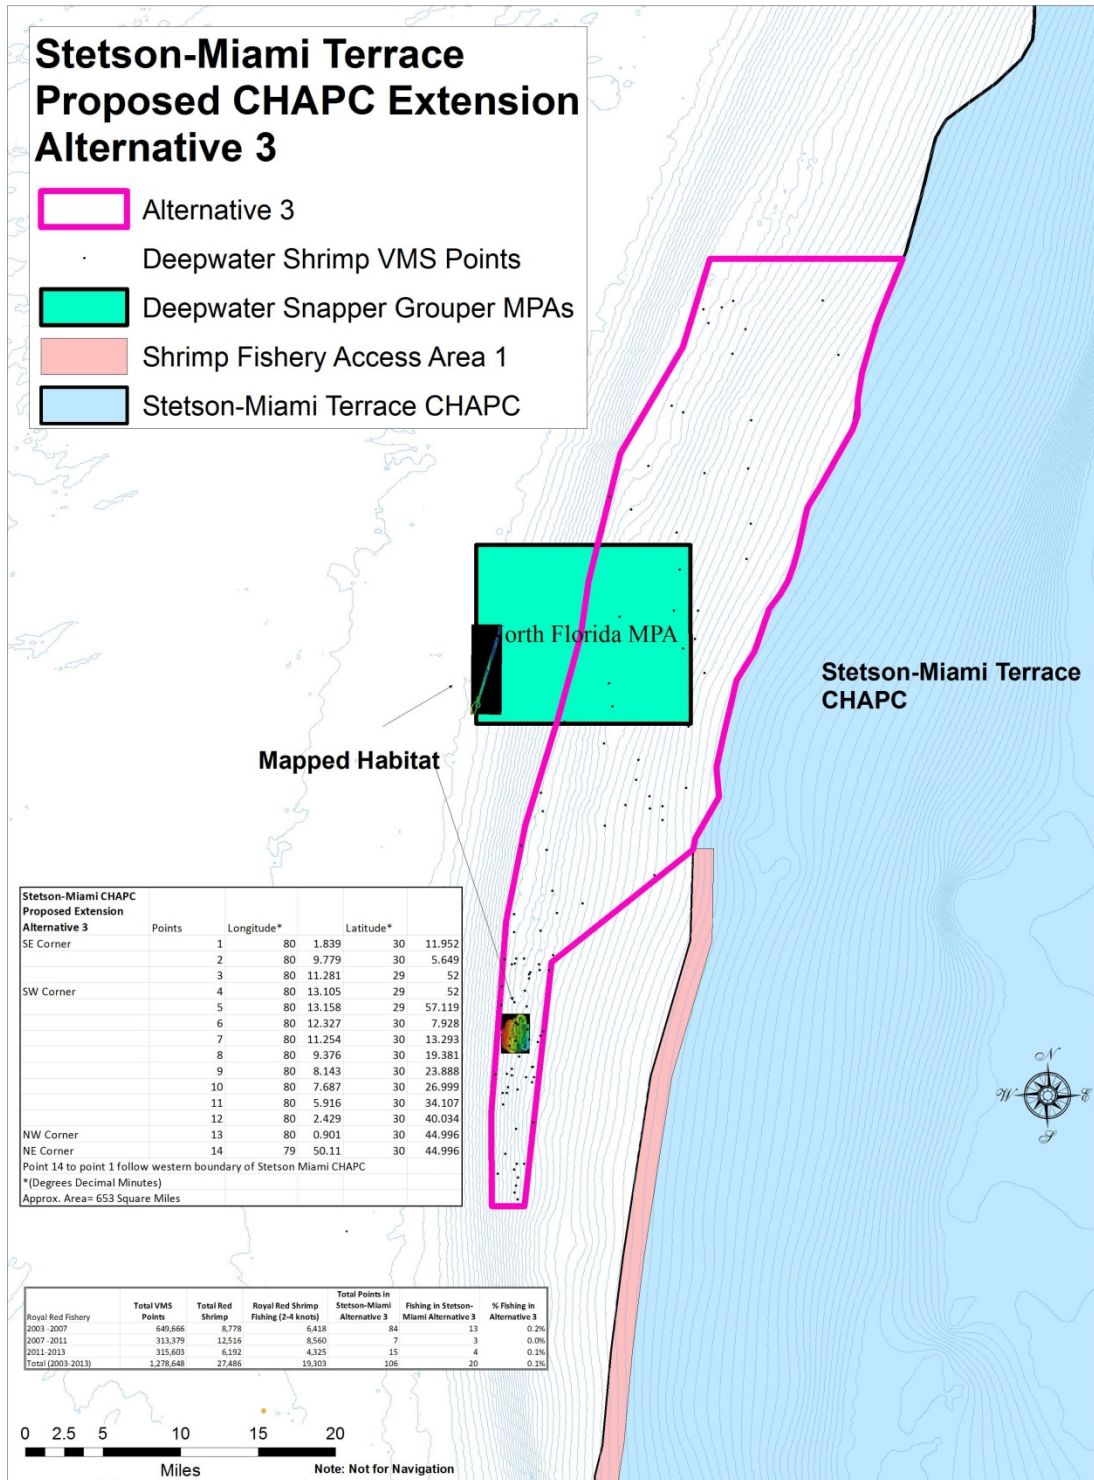 Stetson-Miami Terrace
Proposed CHAPC Extension
Alternative 3
Alternative 3
Deepwater Shrimp VMS Points
Deepwater Snapper Grouper MPAs
Shrimp Fishery Access Area 1
Stetson-Miami Terrace CHAPC
orth Florida MPA
Stetson-Miami Terrace
CHAPC
Mapped Habitat
Stetson-Miami CHAPC
Proposed Extension
Alternative 3 Points Longitude* Latitude*
SE Corner 1 80 1.839 30 11.952
2 80 9.779 30 5.649
3 80 11.281 29 52
SW Corner 4 80 13.105 29 52
5 80 13.158 29 57.119
6 80 12.327 30 7.928
7 80 11.254 30 13.293
8 80 9.376 30 19.381
9 80 8.143 30 23.888
10 80 7.687 30 26.999
11 80 5.916 30 34.107
12 80 2.429 30 40.034
NW Corner 13 80 0.901 30 44.996
NE Corner 14 79 50.11 30 44.996
Point 14 to point 1 follow western boundary of Stetson Miami CHAPC
*(Degrees Decimal Minutes)
Approx. Area= 653 Square Miles
N
W E
S
Royal Red Fishery Total VMS Points Total Red Shrimp Royal Red Shrimp Fishing (2-4 knots) Total Points in Stetson-Miami Alternative 3 Fishing in Stetson-Miami Alternative 3 % Fishing in Alternative 3
2003 -2007 649,666 8,778 6,418 84 13 0.2%
2007 -2011 313,379 12,516 8,560 7 3 0.0%
2011-2013 315,603 6,192 4,325 15 4 0.1%
Total (2003-2013) 1,278,648 27,486 19,303 106 20 0.1%
0 2.5 5 10 15 20
Miles
Note: Not for Navigation